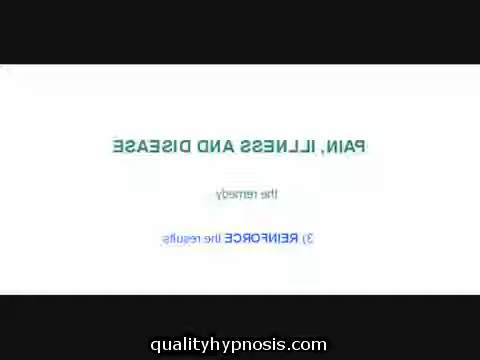 PAIN, ILLNESS AND DISEASE
the remedy
3) REINFORCE the results
qualityhypnosis.com